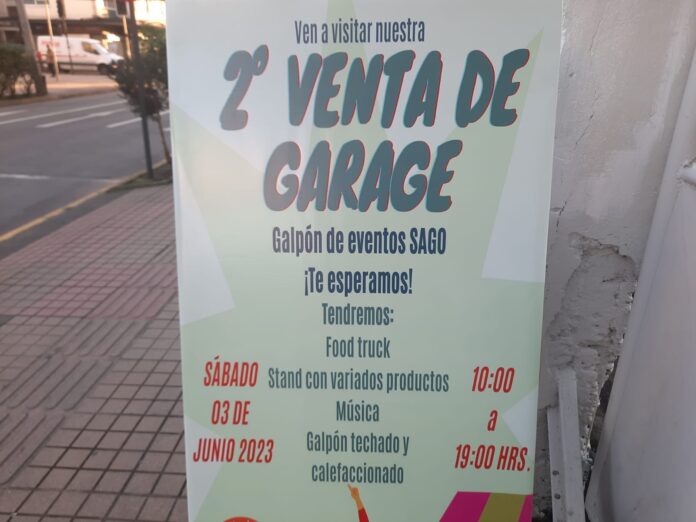 Ven a visitar nuestra
2º VENTA DE
GARAGE
Galpón de eventos SAGO
¡Te esperamos!
Tendremos:
Food truck
Stand con variados productos
Música
Galpón techado y
calefaccionado
SÁBADO
03 DE
JUNIO 2023
10:00
a
19:00 HRS.